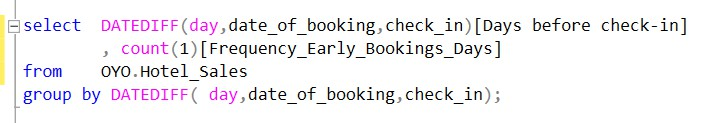 select  DATEDIFF(day,date_of_booking,check_in)[Days before check-in]
, count(1)[Frequency_Early_Bookings_Days]
from    OYO.Hotel_Sales
group by DATEDIFF( day,date_of_booking,check_in);